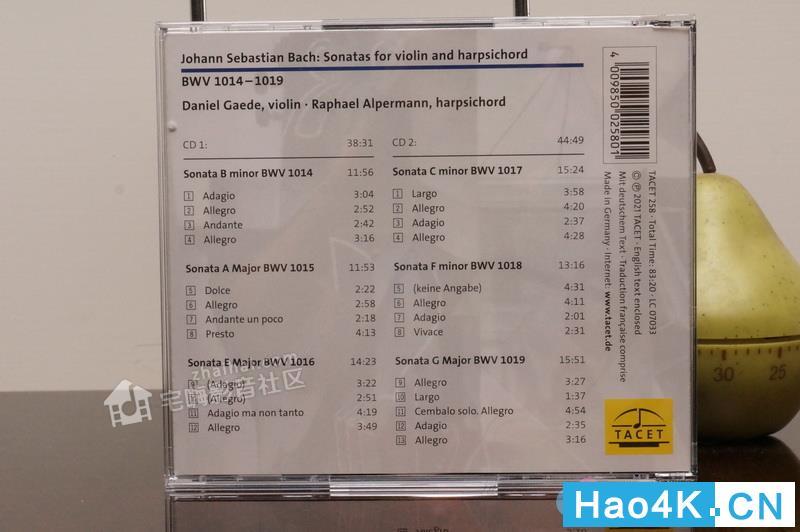 Johann Sebastian Bach: Sonatas for violin and harpsichord
BWV 1014–1019
Daniel Gaede, violin · Raphael Alpermann, harpsichord
CD 1: 38:31
Sonata B minor BWV 1014 11:56
1 Adagio 3:04
2 Allegro 2:52
3 Andante 2:42
4 Allegro 3:16
Sonata A Major BWV 1015 11:53
5 Dolce 2:22
6 Allegro 2:58
7 Andante un poco 2:18
8 Presto 4:13
Sonata E Major BWV 1016 14:23
9 (Adagio) 3:22
10 (Allegro) 2:51
11 Adagio ma non tanto 4:19
12 Allegro 3:49
CD 2: 44:49
Sonata C minor BWV 1017 15:24
1 Largo 3:58
2 Allegro 4:20
3 Adagio 2:37
4 Allegro 4:28
Sonata F minor BWV 1018 13:16
5 (keine Angabe) 4:31
6 Allegro 4:11
7 Adagio 2:01
8 Vivace 2:31
Sonata G Major BWV 1019 15:51
9 Allegro 3:27
10 Largo 1:37
11 Cembalo solo. Allegro 4:54
12 Adagio 2:35
13 Allegro 3:16
4 009850 025801
TACET 258 · Total Time: 83:20 · LC 07033
© ℗ 2021 TACET · English text enclosed
Mit deutschem Text · Traduction française comprise
Made in Germany · Internet: www.tacet.de
TACET
30 25
zhaihai.com
宅嗨影音社区
Hao4K.CN